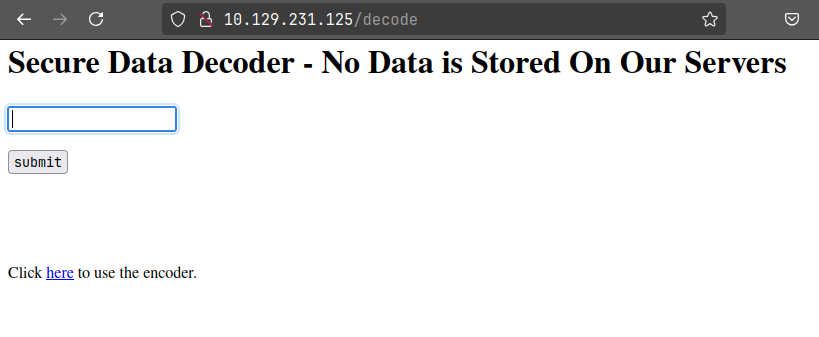 10.129.231.125/decode
Secure Data Decoder - No Data is Stored On Our Servers
submit
Click here to use the encoder.